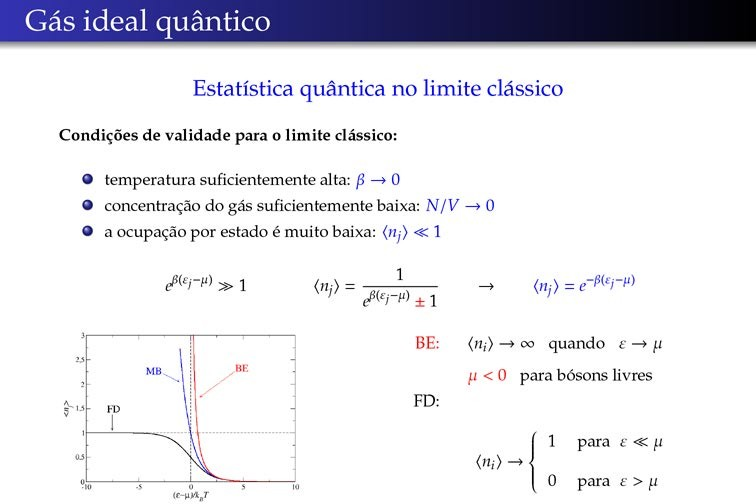 Gás ideal quântico
Estatística quântica no limite clássico
Condições de validade para o limite clássico:
temperatura suficientemente alta: β → 0
concentração do gás suficientemente baixa: N/V → 0
a ocupação por estado é muito baixa: ⟨n_j⟩ ≪ 1
e^{β(ε_j−μ)} ≫ 1    ⟨n_j⟩ = 1 / (e^{β(ε_j−μ)} ± 1)    →    ⟨n_j⟩ = e^{−β(ε_j−μ)}
BE: ⟨n_i⟩ → ∞ quando ε → μ
μ < 0 para bósons livres
FD:
⟨n_i⟩ → { 1 para ε ≪ μ
0 para ε > μ
3
2,5
2
1,5
1
0,5
0
<n_j>
MB
BE
FD
-10 -5 0 5 10
(ε-μ)/k_BT